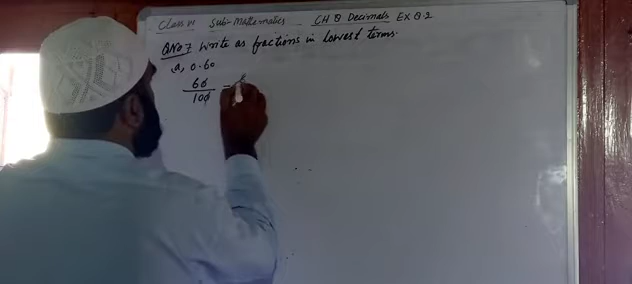 Class VI Sub-Mathematics CH 8 Decimals EX 8.2
QNo 7 Write as fractions in lowest terms.
a, 0.60
60
100
=